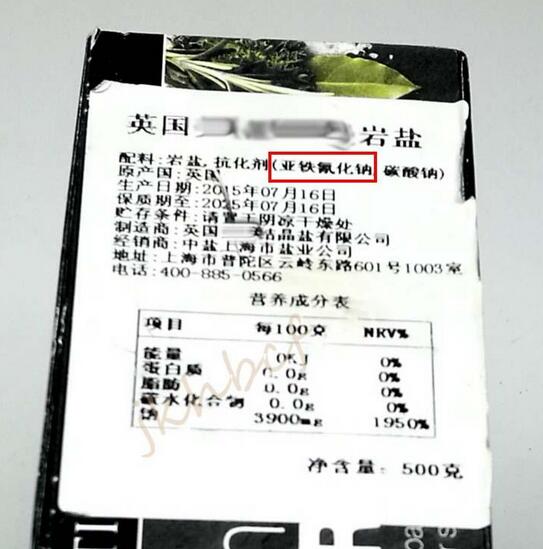 英国 岩盐
配料:岩盐,抗化剂(亚铁氰化钠,碳酸钠)
原产国:英国
生产日期:2015年07月16日
保质期至:2025年07月16日
贮存条件:请置于阴凉干燥处
制造商:英国 结晶盐有限公司
经销商:中盐上海市盐业公司
地址:上海市普陀区云岭东路601号1003室
电话:400-885-0566
营养成分表
项目 每100克 NRV%
能量 0KJ 0%
蛋白质 0.0g 0%
脂肪 0.0g 0%
碳水化合物 0.0g 0%
钠 3900mg 1950%
净含量: 500克
jkhbcf